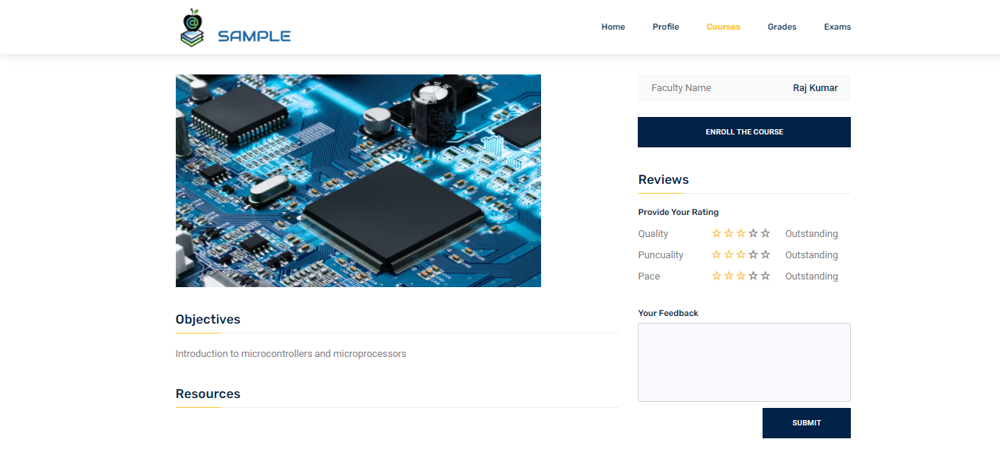 @
SAMPLE
Home
Profile
Courses
Grades
Exams
Faculty Name
Raj Kumar
ENROLL THE COURSE
Reviews
Provide Your Rating
Quality
Outstanding
Puncuality
Outstanding
Pace
Outstanding
Your Feedback
SUBMIT
Objectives
Introduction to microcontrollers and microprocessors
Resources